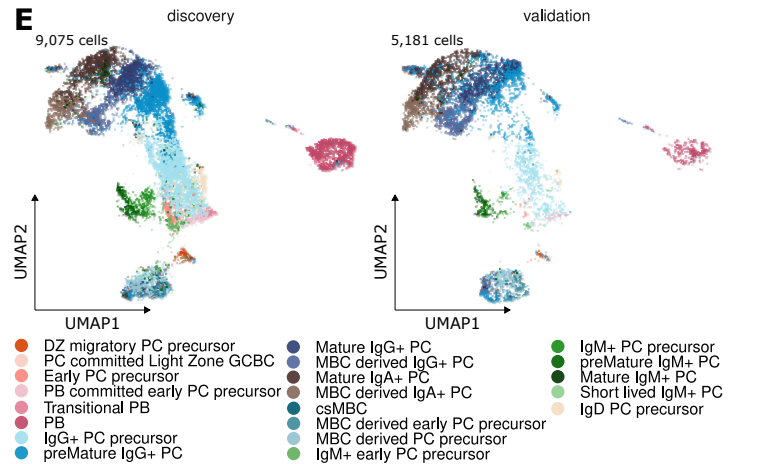 E
discovery
validation
9,075 cells
5,181 cells
UMAP2
UMAP1
UMAP2
UMAP1
DZ migratory PC precursor
PC committed Light Zone GCBC
Early PC precursor
PB committed early PC precursor
Transitional PB
PB
IgG+ PC precursor
preMature IgG+ PC
Mature IgG+ PC
MBC derived IgG+ PC
Mature IgA+ PC
MBC derived IgA+ PC
csMBC
MBC derived early PC precursor
MBC derived PC precursor
IgM+ early PC precursor
IgM+ PC precursor
preMature IgM+ PC
Mature IgM+ PC
Short lived IgM+ PC
IgD PC precursor